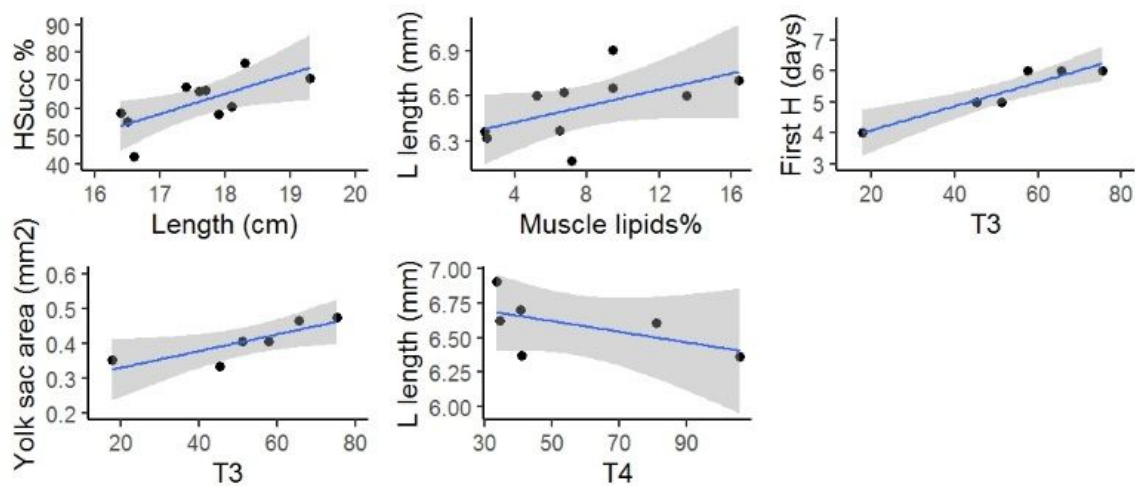 HSucc %
90
80
70
60
50
40
16 17 18 19 20
Length (cm)
L length (mm)
6.9
6.6
6.3
4 8 12 16
Muscle lipids%
First H (days)
7
6
5
4
3
20 40 60 80
T3
Yolk sac area (mm2)
0.6
0.5
0.4
0.3
0.2
20 40 60 80
T3
L length (mm)
7.00
6.75
6.50
6.25
6.00
30 50 70 90
T4